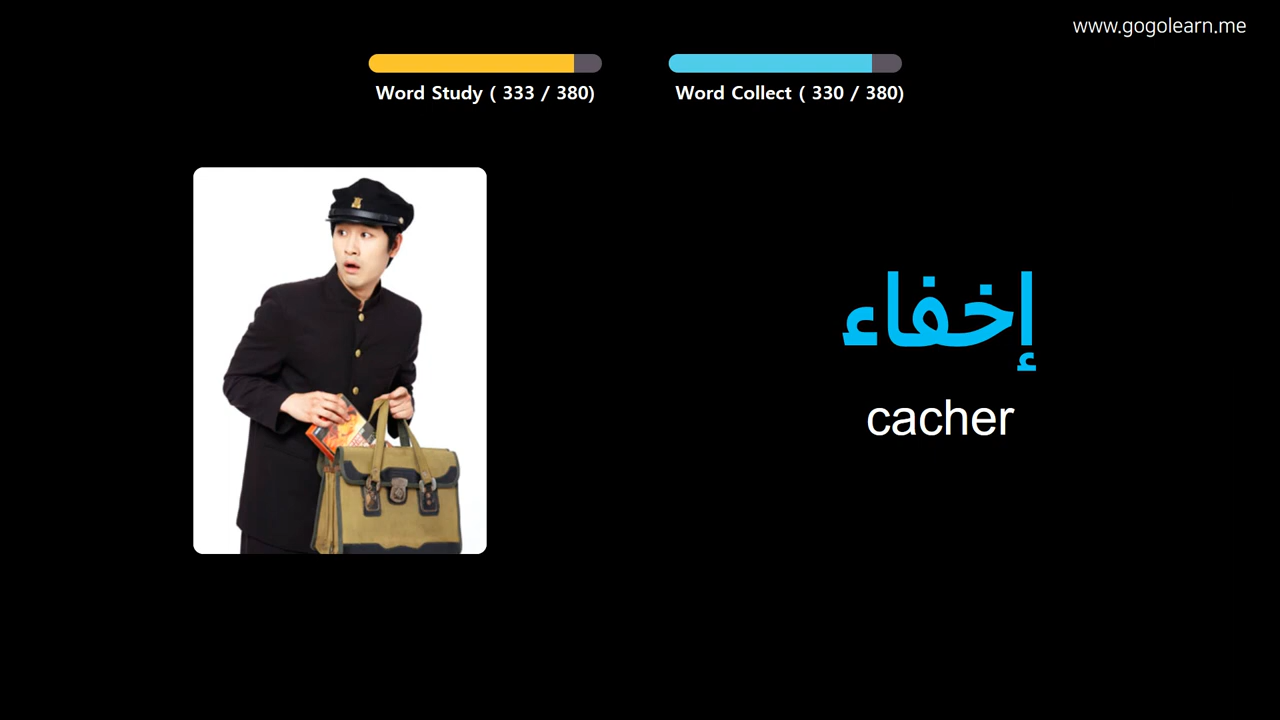 www.gogolearn.me
Word Study ( 333 / 380)
Word Collect ( 330 / 380)
إخفاء
cacher